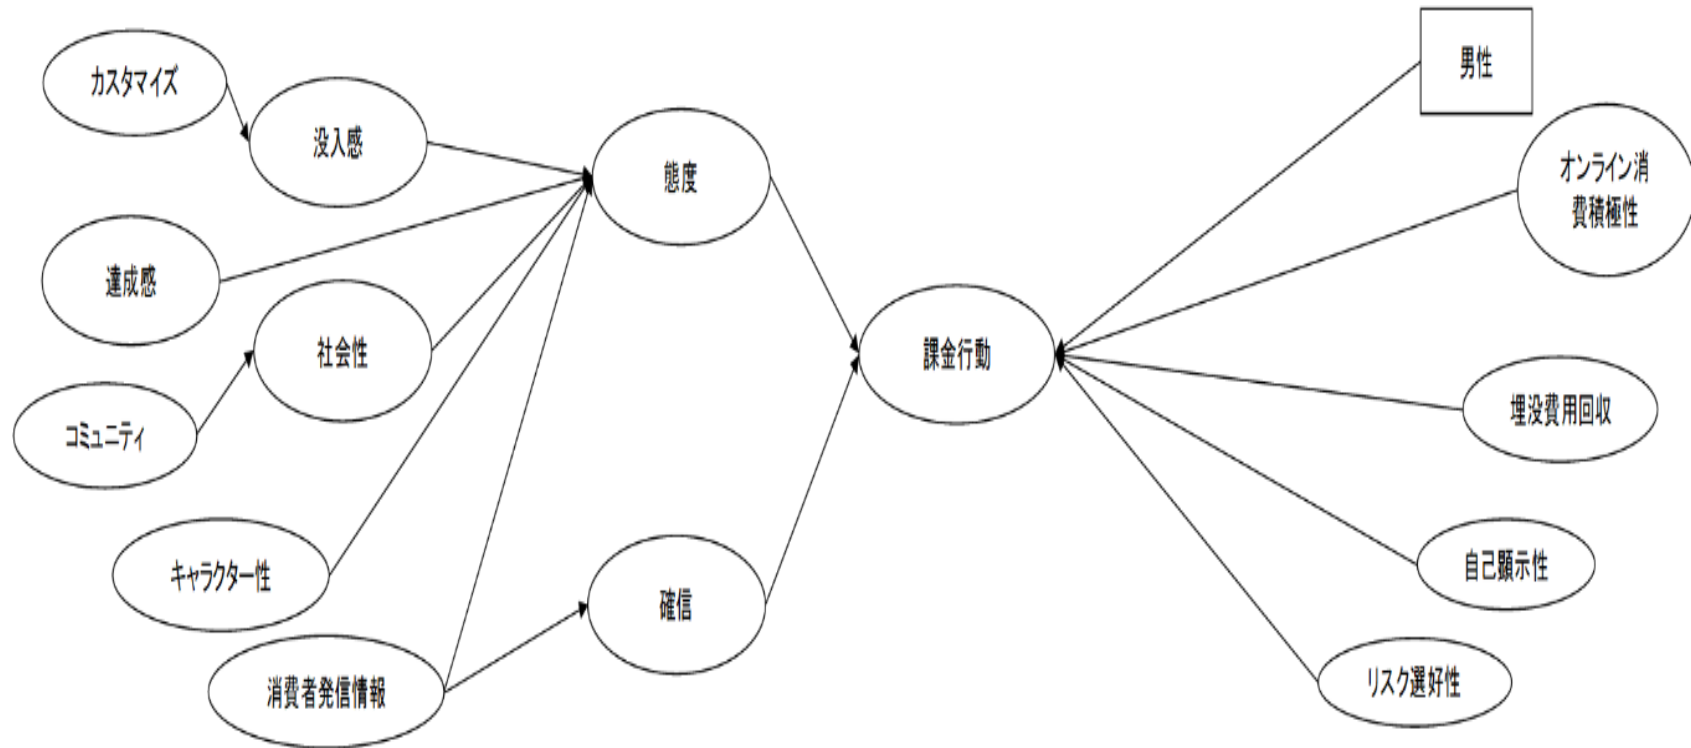 カスタマイズ
没入感
達成感
社会性
コミュニティ
キャラクター性
消費者発信情報
態度
確信
課金行動
男性
オンライン消
費積極性
埋没費用回収
自己顕示性
リスク選好性